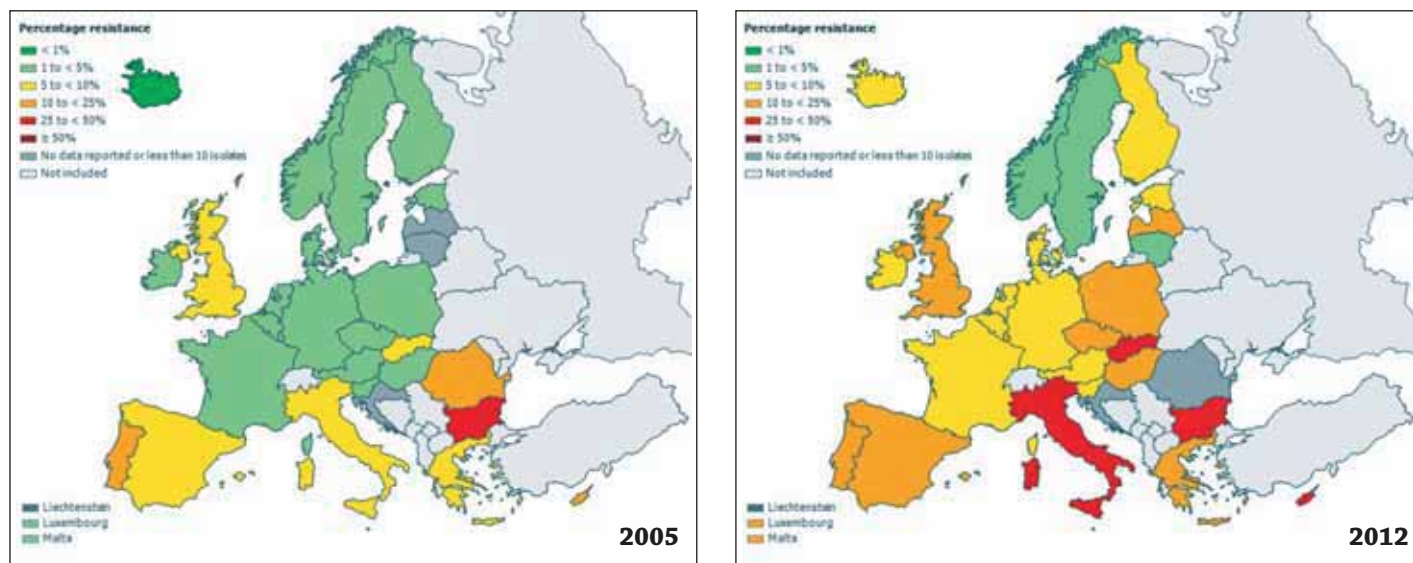 Percentage resistance
< 1%
1 to < 5%
5 to < 10%
10 to < 25%
25 to < 50%
≥ 50%
No data reported or less than 10 isolates
Not included
Liechtenstein
Luxembourg
Malta
2005
Percentage resistance
< 1%
1 to < 5%
5 to < 10%
10 to < 25%
25 to < 50%
≥ 50%
No data reported or less than 10 isolates
Not included
Liechtenstein
Luxembourg
Malta
2012